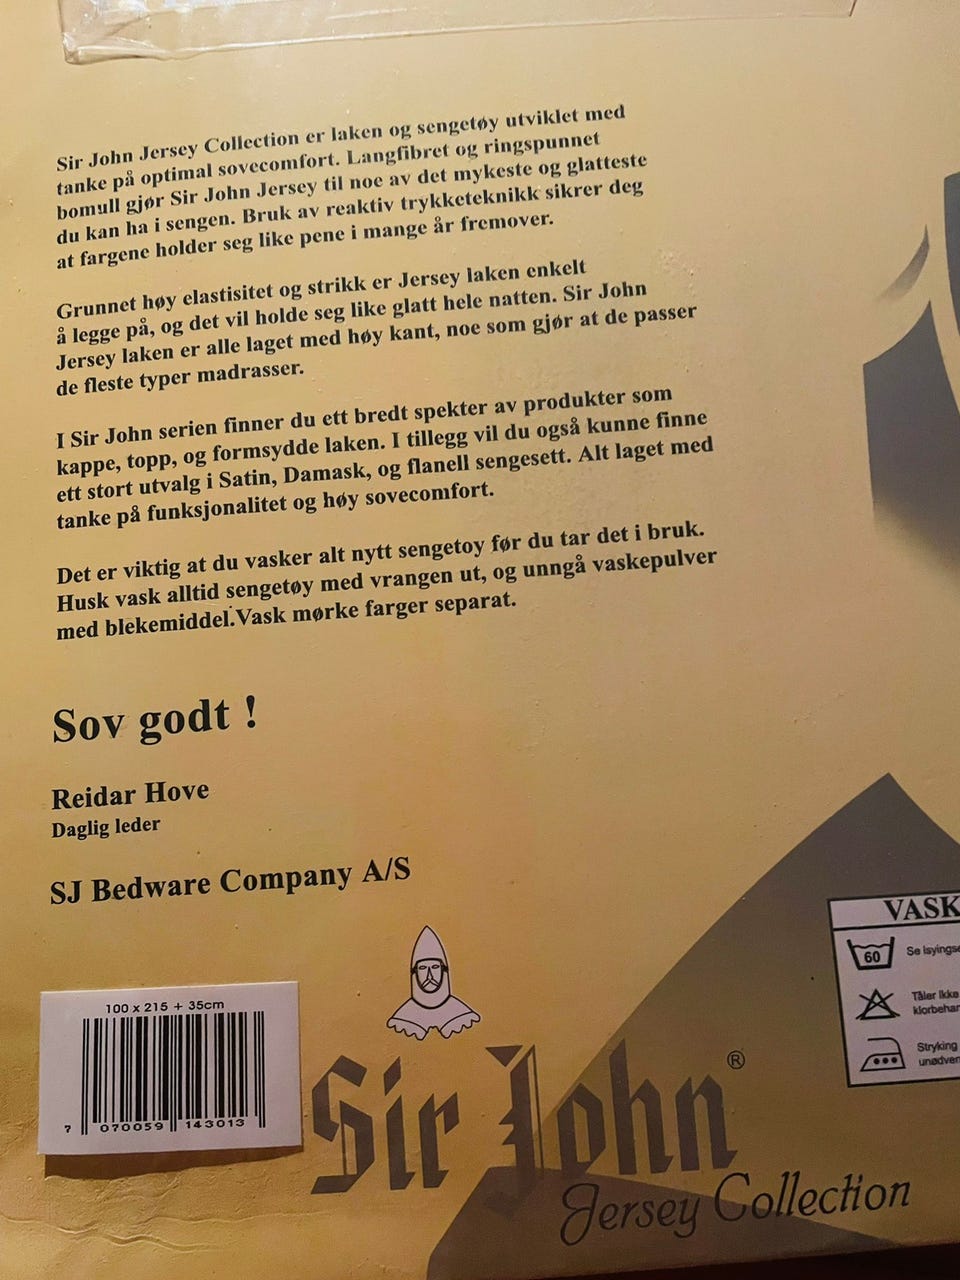 Sir John Jersey Collection er laken og sengetøy utviklet med
tanke på optimal sovecomfort. Langfibret og ringspunnet
bomull gjør Sir John Jersey til noe av det mykeste og glatteste
du kan ha i sengen. Bruk av reaktiv trykketeknikk sikrer deg
at fargene holder seg like pene i mange år fremover.
Grunnet høy elastisitet og strikk er Jersey laken enkelt
å legge på, og det vil holde seg like glatt hele natten. Sir John
Jersey laken er alle laget med høy kant, noe som gjør at de passer
de fleste typer madrasser.
I Sir John serien finner du ett bredt spekter av produkter som
kappe, topp, og formsydde laken. I tillegg vil du også kunne finne
ett stort utvalg i Satin, Damask, og flanell sengesett. Alt laget med
tanke på funksjonalitet og høy sovecomfort.
Det er viktig at du vasker alt nytt sengetoy før du tar det i bruk.
Husk vask alltid sengetøy med vrangen ut, og unngå vaskepulver
med blekemiddel.Vask mørke farger separat.
Sov godt !
Reidar Hove
Daglig leder
SJ Bedware Company A/S
VASK
60
Se
Tåler ikke
Stryking
100 x 215 + 35cm
7 070059 143013
Sir John ®
Jersey Collection